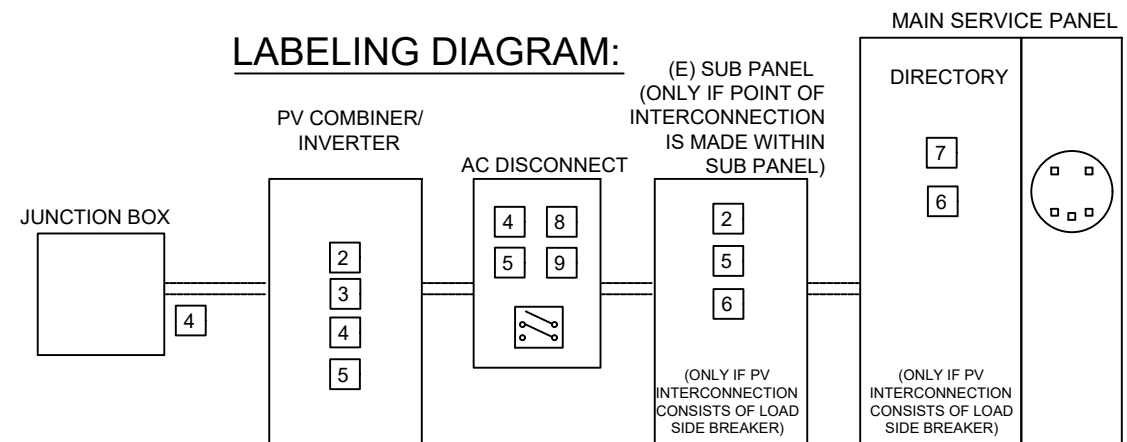 LABELING DIAGRAM:
JUNCTION BOX
4
PV COMBINER/
INVERTER
2
3
4
5
AC DISCONNECT
4 8
5 9
(E) SUB PANEL
(ONLY IF POINT OF
INTERCONNECTION
IS MADE WITHIN
SUB PANEL)
2
5
6
(ONLY IF PV
INTERCONNECTION
CONSISTS OF LOAD
SIDE BREAKER)
MAIN SERVICE PANEL
DIRECTORY
7
6
(ONLY IF PV
INTERCONNECTION
CONSISTS OF LOAD
SIDE BREAKER)